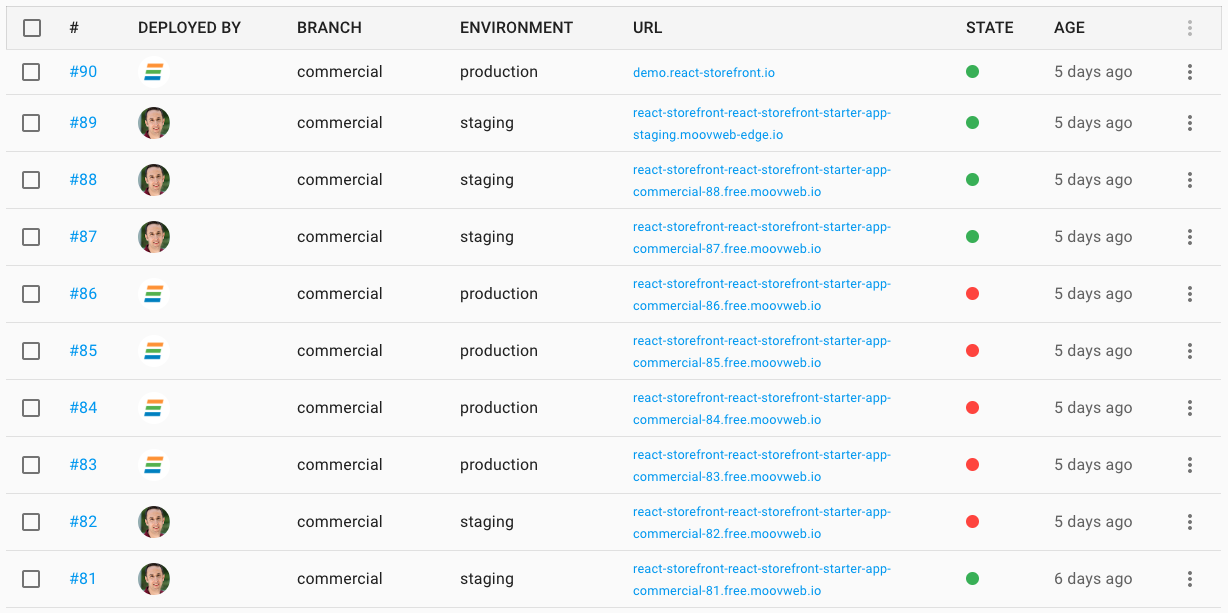 # DEPLOYED BY BRANCH ENVIRONMENT URL STATE AGE
#90 commercial production demo.react-storefront.io 5 days ago
#89 commercial staging react-storefront-react-storefront-starter-app-
staging.moovweb-edge.io 5 days ago
#88 commercial staging react-storefront-react-storefront-starter-app-
commercial-88.free.moovweb.io 5 days ago
#87 commercial staging react-storefront-react-storefront-starter-app-
commercial-87.free.moovweb.io 5 days ago
#86 commercial production react-storefront-react-storefront-starter-app-
commercial-86.free.moovweb.io 5 days ago
#85 commercial production react-storefront-react-storefront-starter-app-
commercial-85.free.moovweb.io 5 days ago
#84 commercial production react-storefront-react-storefront-starter-app-
commercial-84.free.moovweb.io 5 days ago
#83 commercial production react-storefront-react-storefront-starter-app-
commercial-83.free.moovweb.io 5 days ago
#82 commercial staging react-storefront-react-storefront-starter-app-
commercial-82.free.moovweb.io 5 days ago
#81 commercial staging react-storefront-react-storefront-starter-app-
commercial-81.free.moovweb.io 6 days ago